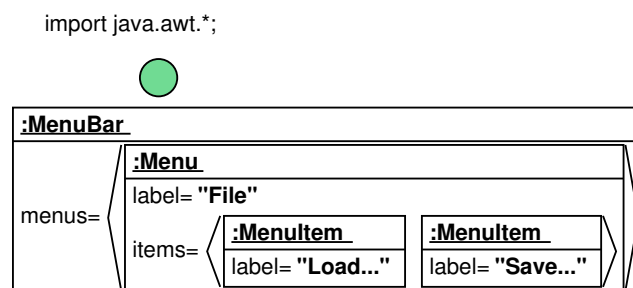 import java.awt.*;
:MenuBar
:Menu
label= "File"
menus=
items=
:MenuItem
:MenuItem
label= "Load..."
label= "Save..."